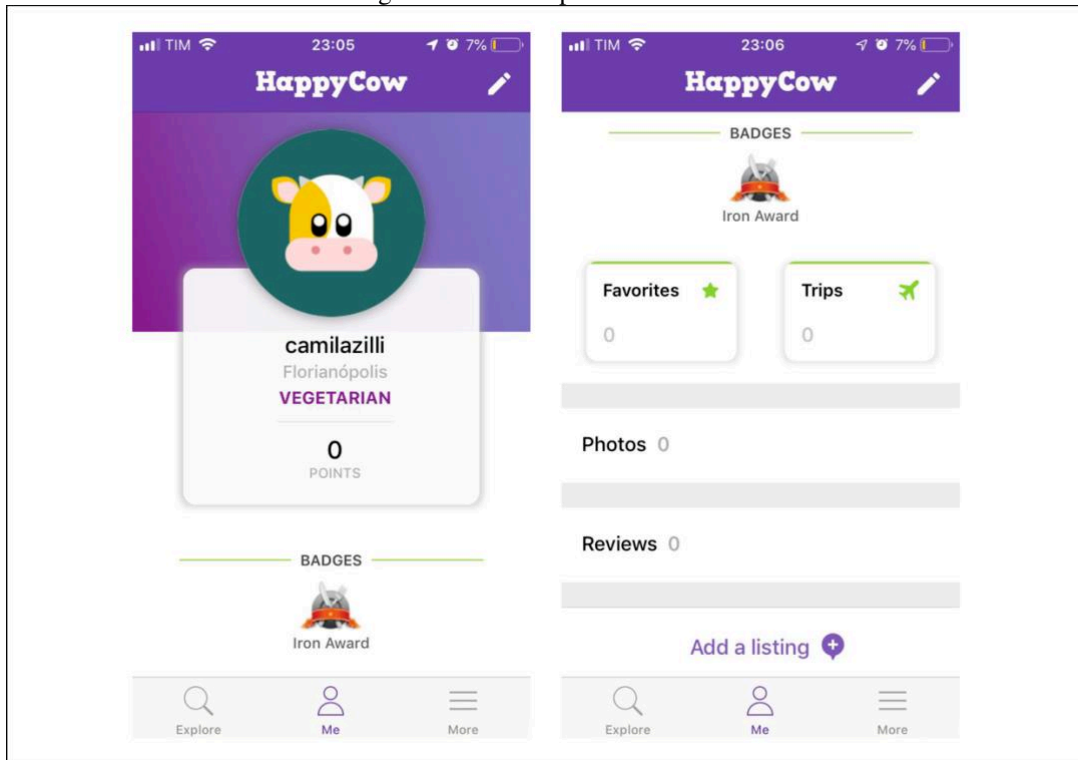 TIM 23:05 7%
HappyCow
camilazilli
Florianópolis
VEGETARIAN
0
POINTS
BADGES
Iron Award
Explore Me More
TIM 23:06 7%
HappyCow
BADGES
Iron Award
Favorites Trips
0 0
Photos 0
Reviews 0
Add a listing
Explore Me More